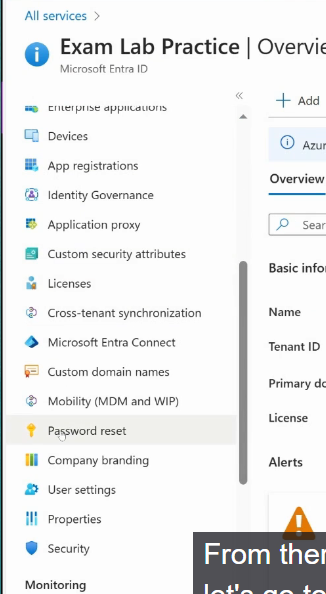 All services >
Exam Lab Practice | Overvie
Microsoft Entra ID
«
Enterprise applications
Devices
App registrations
Identity Governance
Application proxy
Custom security attributes
Licenses
Cross-tenant synchronization
Microsoft Entra Connect
Custom domain names
Mobility (MDM and WIP)
Password reset
Company branding
User settings
Properties
Security
Monitoring
+ Add
Azur
Overview
Sear
Basic info
Name
Tenant ID
Primary do
License
Alerts
From then
let's go to